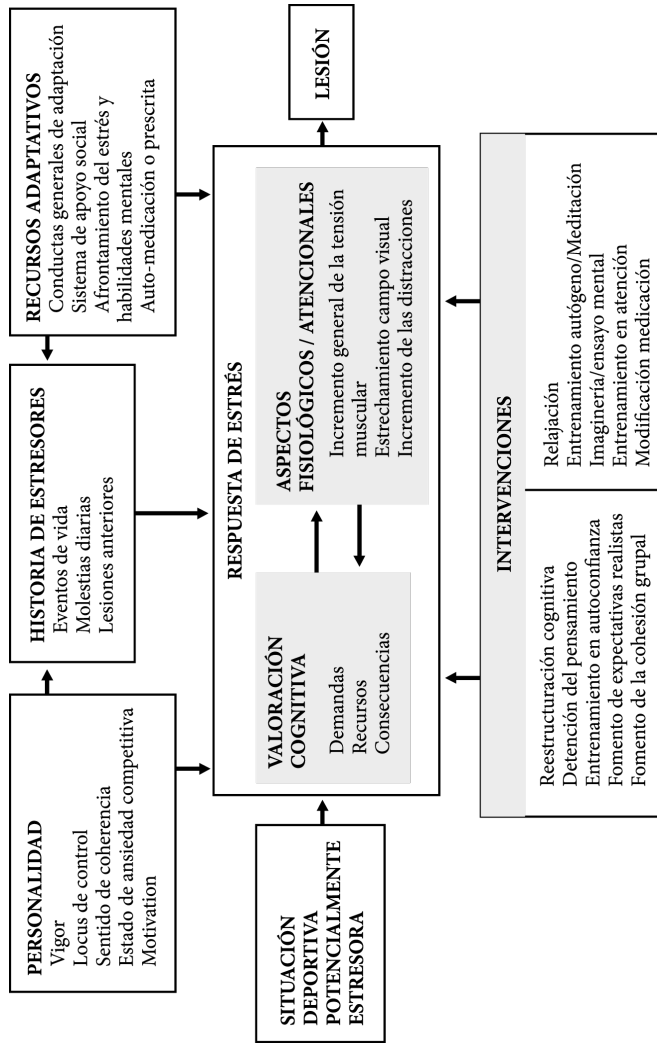 PERSONALIDAD
Vigor
Locus de control
Sentido de coherencia
Estado de ansiedad competitiva
Motivation
HISTORIA DE ESTRESORES
Eventos de vida
Molestias diarias
Lesiones anteriores
RECURSOS ADAPTATIVOS
Conductas generales de adaptación
Sistema de apoyo social
Afrontamiento del estrés y
habilidades mentales
Auto-medicación o prescrita
SITUACIÓN
DEPORTIVA
POTENCIALMENTE
ESTRESORA
RESPUESTA DE ESTRÉS
VALORACIÓN
COGNITIVA
Demandas
Recursos
Consecuencias
ASPECTOS
FISIOLÓGICOS / ATENCIONALES
Incremento general de la tensión
muscular
Estrechamiento campo visual
Incremento de las distracciones
LESIÓN
INTERVENCIONES
Reestructuración cognitiva
Detención del pensamiento
Entrenamiento en autoconfianza
Fomento de expectativas realistas
Fomento de la cohesión grupal
Relajación
Entrenamiento autógeno/Meditación
Imaginería/ensayo mental
Entrenamiento en atención
Modificación medicación